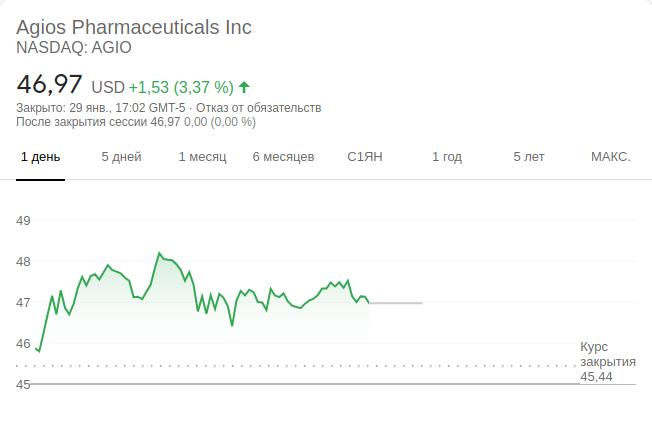 Agios Pharmaceuticals Inc
NASDAQ: AGIO
46,97 USD +1,53 (3,37 %)
Закрыто: 29 янв., 17:02 GMT-5 · Отказ от обязательств
После закрытия сессии 46,97 0,00 (0,00 %)
1 день 5 дней 1 месяц 6 месяцев С1ЯН 1 год 5 лет МАКС.
49
48
47
46
45
Курс
закрытия
45,44